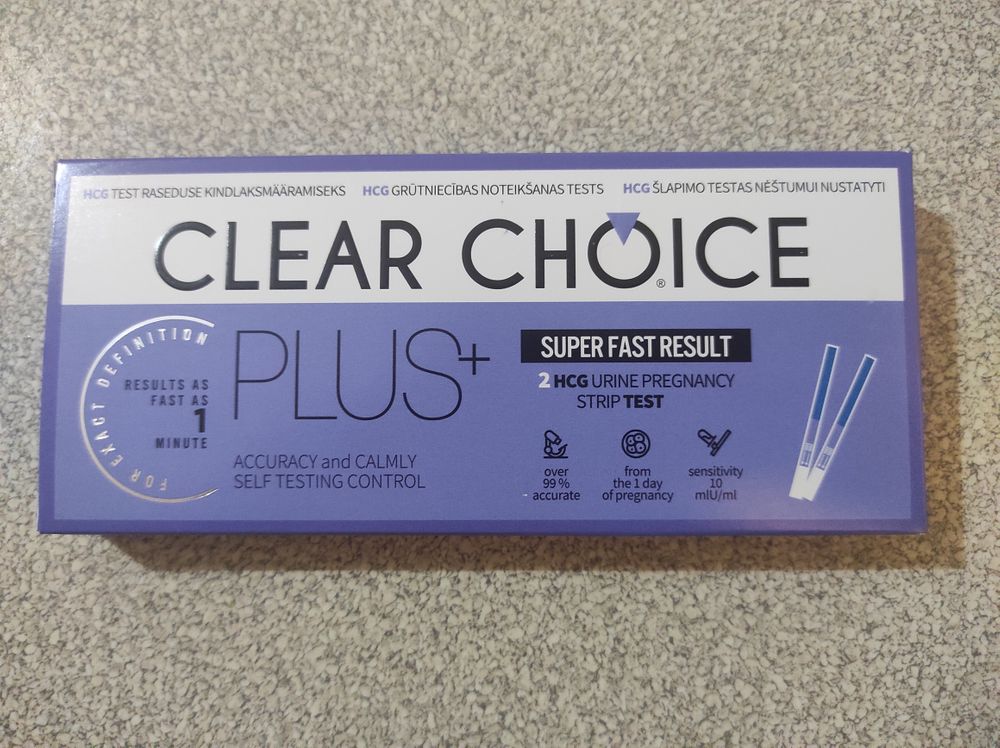 HCG TEST RASEDUSE KINDLAKSMÄÄRAMISEKS HCG GRŪTNIECĪBAS NOTEIKŠANAS TESTS HCG ŠLAPIMO TESTAS NĖŠTUMUI NUSTATYTI
CLEAR CHOICE®
FOR EXACT DEFINITION
RESULTS AS
FAST AS
1
MINUTE
PLUS+
ACCURACY and CALMLY
SELF TESTING CONTROL
SUPER FAST RESULT
2 HCG URINE PREGNANCY
STRIP TEST
over
99 %
accurate
from
the 1 day
of pregnancy
sensitivity
10
mIU/ml